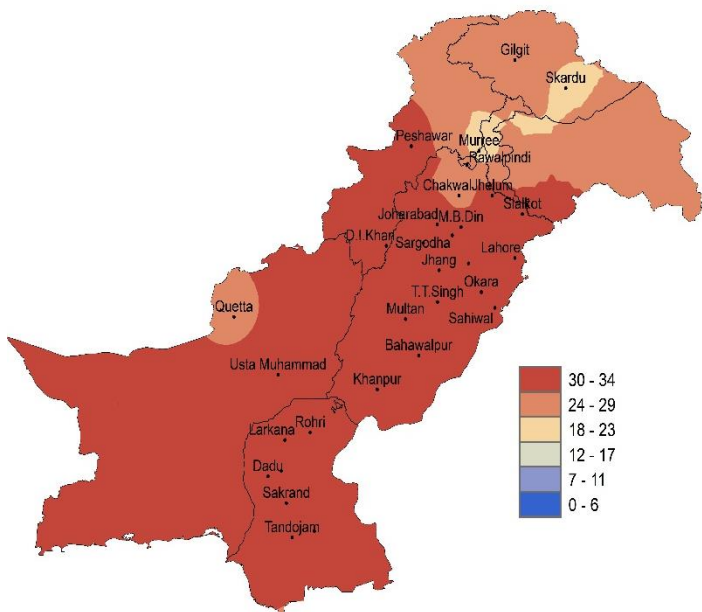 Gilgit
Skardu
Peshawar
Murree
Rawalpindi
Chakwal
Jhelum
Sialkot
Joherabad
M.B.Din
D.I.Khan
Sargodha
Lahore
Jhang
Okara
T.T.Singh
Multan
Sahiwal
Quetta
Bahawalpur
Usta Muhammad
Khanpur
Rohri
Larkana
Dadu
Sakrand
Tandojam
30 - 34
24 - 29
18 - 23
12 - 17
7 - 11
0 - 6